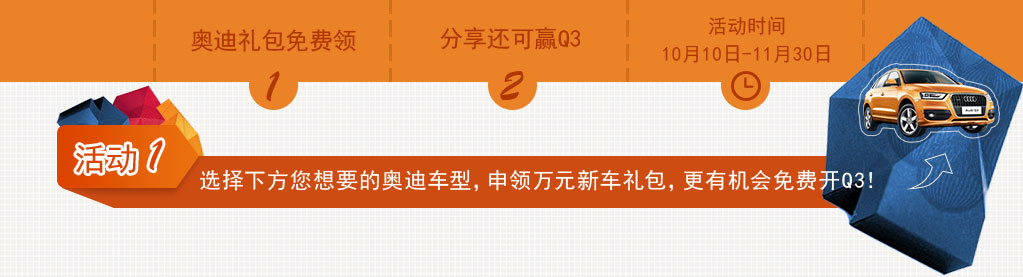 奥迪礼包免费领
1
分享还可赢Q3
2
活动时间
10月10日-11月30日
活动1
选择下方您想要的奥迪车型, 申领万元新车礼包, 更有机会免费开Q3!